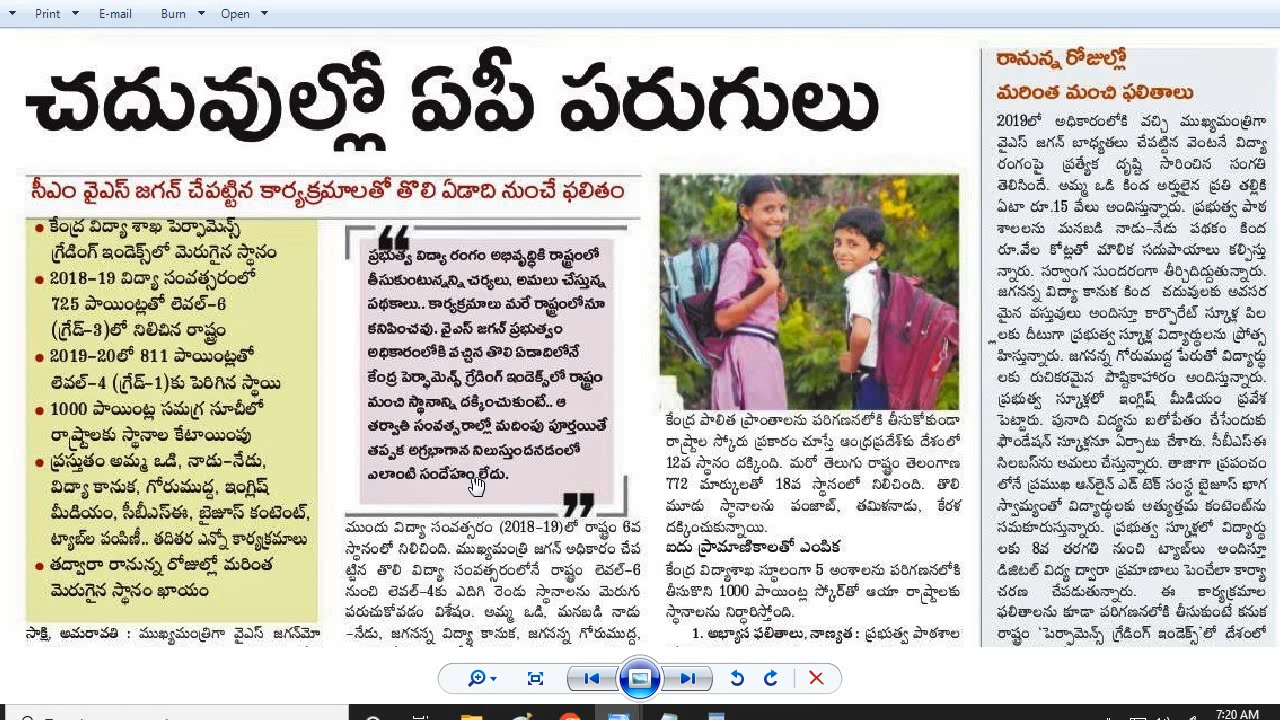 Print
E-mail
Burn
Open
చదువుల్లో ఏపీ పరుగులు
సీఎం వైఎస్ జగన్ చేపట్టిన కార్యక్రమాలతో తొలి ఏడాది నుంచే ఫలితం
• కేంద్ర విద్యా శాఖ పెర్ఫామెన్స్
గ్రేడింగ్ ఇండెక్స్‌లో మెరుగైన స్థానం
• 2018-19 విద్యా సంవత్సరంలో
725 పాయింట్లతో లెవల్-6
(గ్రేడ్-3)లో నిలిచిన రాష్ట్రం
• 2019-20లో 811 పాయింట్లతో
లెవల్-4 (గ్రేడ్-1)కు పెరిగిన స్థాయి
• 1000 పాయింట్ల సమగ్ర సూచీలో
రాష్ట్రాలకు స్థానాల కేటాయింపు
• ప్రస్తుతం అమ్మ ఒడి, నాడు-నేడు,
విద్యా కానుక, గోరుముద్ద, ఇంగ్లిష్
మీడియం, సీబీఎస్ఈ, బైజూస్ కంటెంట్,
ట్యాబ్‌ల పంపిణీ.. తదితర ఎన్నో కార్యక్రమాలు
• తద్వారా రానున్న రోజుల్లో మరింత
మెరుగైన స్థానం ఖాయం
సాక్షి, అమరావతి : ముఖ్యమంత్రిగా వైఎస్ జగన్‌మో
“
ప్రభుత్వ విద్యా రంగం అభివృద్ధికి రాష్ట్రంలో
తీసుకుంటున్నన్ని చర్యలు, అమలు చేస్తున్న
పథకాలు.. కార్యక్రమాలు మరే రాష్ట్రంలోనూ
కనిపించవు. వైఎస్ జగన్ ప్రభుత్వం
అధికారంలోకి వచ్చిన తొలి ఏడాదిలోనే
కేంద్ర పెర్ఫామెన్స్ గ్రేడింగ్ ఇండెక్స్‌లో రాష్ట్రం
మంచి స్థానాన్ని దక్కించుకుంటే.. ఆ
తర్వాతి సంవత్సరాల్లో మదింపు పూర్తయితే
తప్పక అగ్రభాగాన నిలుస్తుందనడంలో
ఎలాంటి సందేహం లేదు.
”
ముందు విద్యా సంవత్సరం (2018-19)లో రాష్ట్రం 6వ
స్థానంలో నిలిచింది. ముఖ్యమంత్రి జగన్ అధికారం చేప
ట్టిన తొలి విద్యా సంవత్సరంలోనే రాష్ట్రం లెవల్-6
నుంచి లెవల్-4కు ఎదిగి రెండు స్థానాలను మెరుగు
పరుచుకోవడం విశేషం. అమ్మ ఒడి, మనబడి నాడు
-నేడు, జగనన్న విద్యా కానుక, జగనన్న గోరుముద్ద,
కేంద్ర పాలిత ప్రాంతాలను పరిగణనలోకి తీసుకోకుండా
రాష్ట్రాల స్కోరు ప్రకారం చూస్తే ఆంధ్రప్రదేశ్‌కు దేశంలో
12వ స్థానం దక్కింది. మరో తెలుగు రాష్ట్రం తెలంగాణ
772 మార్కులతో 18వ స్థానంలో నిలిచింది. తొలి
మూడు స్థానాలను పంజాబ్, తమిళనాడు, కేరళ
దక్కించుకున్నాయి.
ఐదు ప్రామాణికాలతో ఎంపిక
కేంద్ర విద్యాశాఖ స్థూలంగా 5 అంశాలను పరిగణనలోకి
తీసుకొని 1000 పాయింట్ల స్కోర్‌తో ఆయా రాష్ట్రాలకు
స్థానాలను నిర్ధారిస్తోంది.
1. అభ్యాస ఫలితాలు, నాణ్యత : ప్రభుత్వ పాఠశాల
రానున్న రోజుల్లో
మరింత మంచి ఫలితాలు
2019లో అధికారంలోకి వచ్చి ముఖ్యమంత్రిగా
వైఎస్ జగన్ బాధ్యతలు చేపట్టిన వెంటనే విద్యా
రంగంపై ప్రత్యేక దృష్టి సారించిన సంగతి
తెలిసిందే. అమ్మ ఒడి కింద అర్హులైన ప్రతి తల్లికి
ఏటా రూ.15 వేలు అందిస్తున్నారు. ప్రభుత్వ పాఠ
శాలలను మనబడి నాడు-నేడు పథకం కింద
రూ.వేల కోట్లతో మౌలిక సదుపాయాలు కల్పిస్తు
న్నారు. సర్వాంగ సుందరంగా తీర్చిదిద్దుతున్నారు.
జగనన్న విద్యా కానుక కింద చదువులకు అవసర
మైన వస్తువులు అందిస్తూ కార్పొరేట్ స్కూళ్ల పిల్ల
లకు దీటుగా ప్రభుత్వ స్కూళ్ల విద్యార్థులను ప్రోత్స
హిస్తున్నారు. జగనన్న గోరుముద్ద పేరుతో విద్యార్థు
లకు రుచికరమైన పౌష్టికాహారం అందిస్తున్నారు.
ప్రభుత్వ స్కూళ్లలో ఇంగ్లిష్ మీడియం ప్రవేశ
పెట్టారు. పునాది విద్యను బలోపేతం చేసేందుకు
ఫౌండేషన్ స్కూళ్లనూ ఏర్పాటు చేశారు. సీబీఎస్ఈ
సిలబస్‌ను అమలు చేస్తున్నారు. తాజాగా ప్రపంచం
లోనే ప్రముఖ ఆన్‌లైన్ ఎడ్ టెక్ సంస్థ బైజూస్ భాగ
స్వామ్యంతో విద్యార్థులకు అత్యుత్తమ కంటెంట్‌ను
సమకూరుస్తున్నారు. ప్రభుత్వ స్కూళ్లలో విద్యార్థు
లకు 8వ తరగతి నుంచి ట్యాబ్‌లు అందిస్తూ
డిజిటల్ విద్య ద్వారా ప్రమాణాలు పెంచేలా కార్యా
చరణ చేపడుతున్నారు. ఈ కార్యక్రమాల
ఫలితాలను కూడా పరిగణనలోకి తీసుకుంటే కనుక
రాష్ట్రం ‘పెర్ఫామెన్స్ గ్రేడింగ్ ఇండెక్స్’లో దేశంలో
7:20 AM